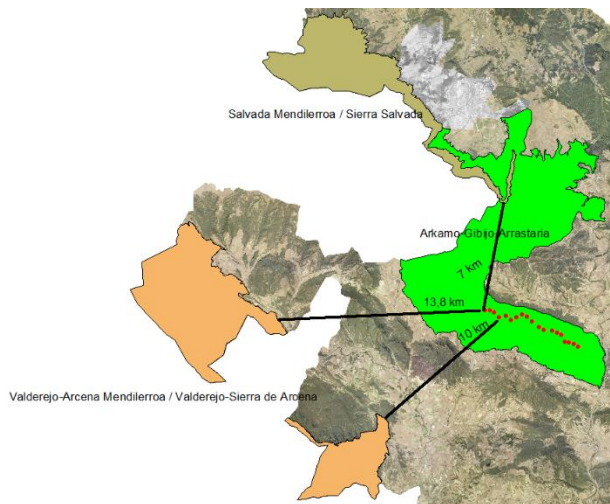 Salvada Mendilerroa / Sierra Salvada
Arkamo-Gibijo-Arrastaria
7 km
13,8 km
10 km
Valderejo-Arcena Mendilerroa / Valderejo-Sierra de Arcena